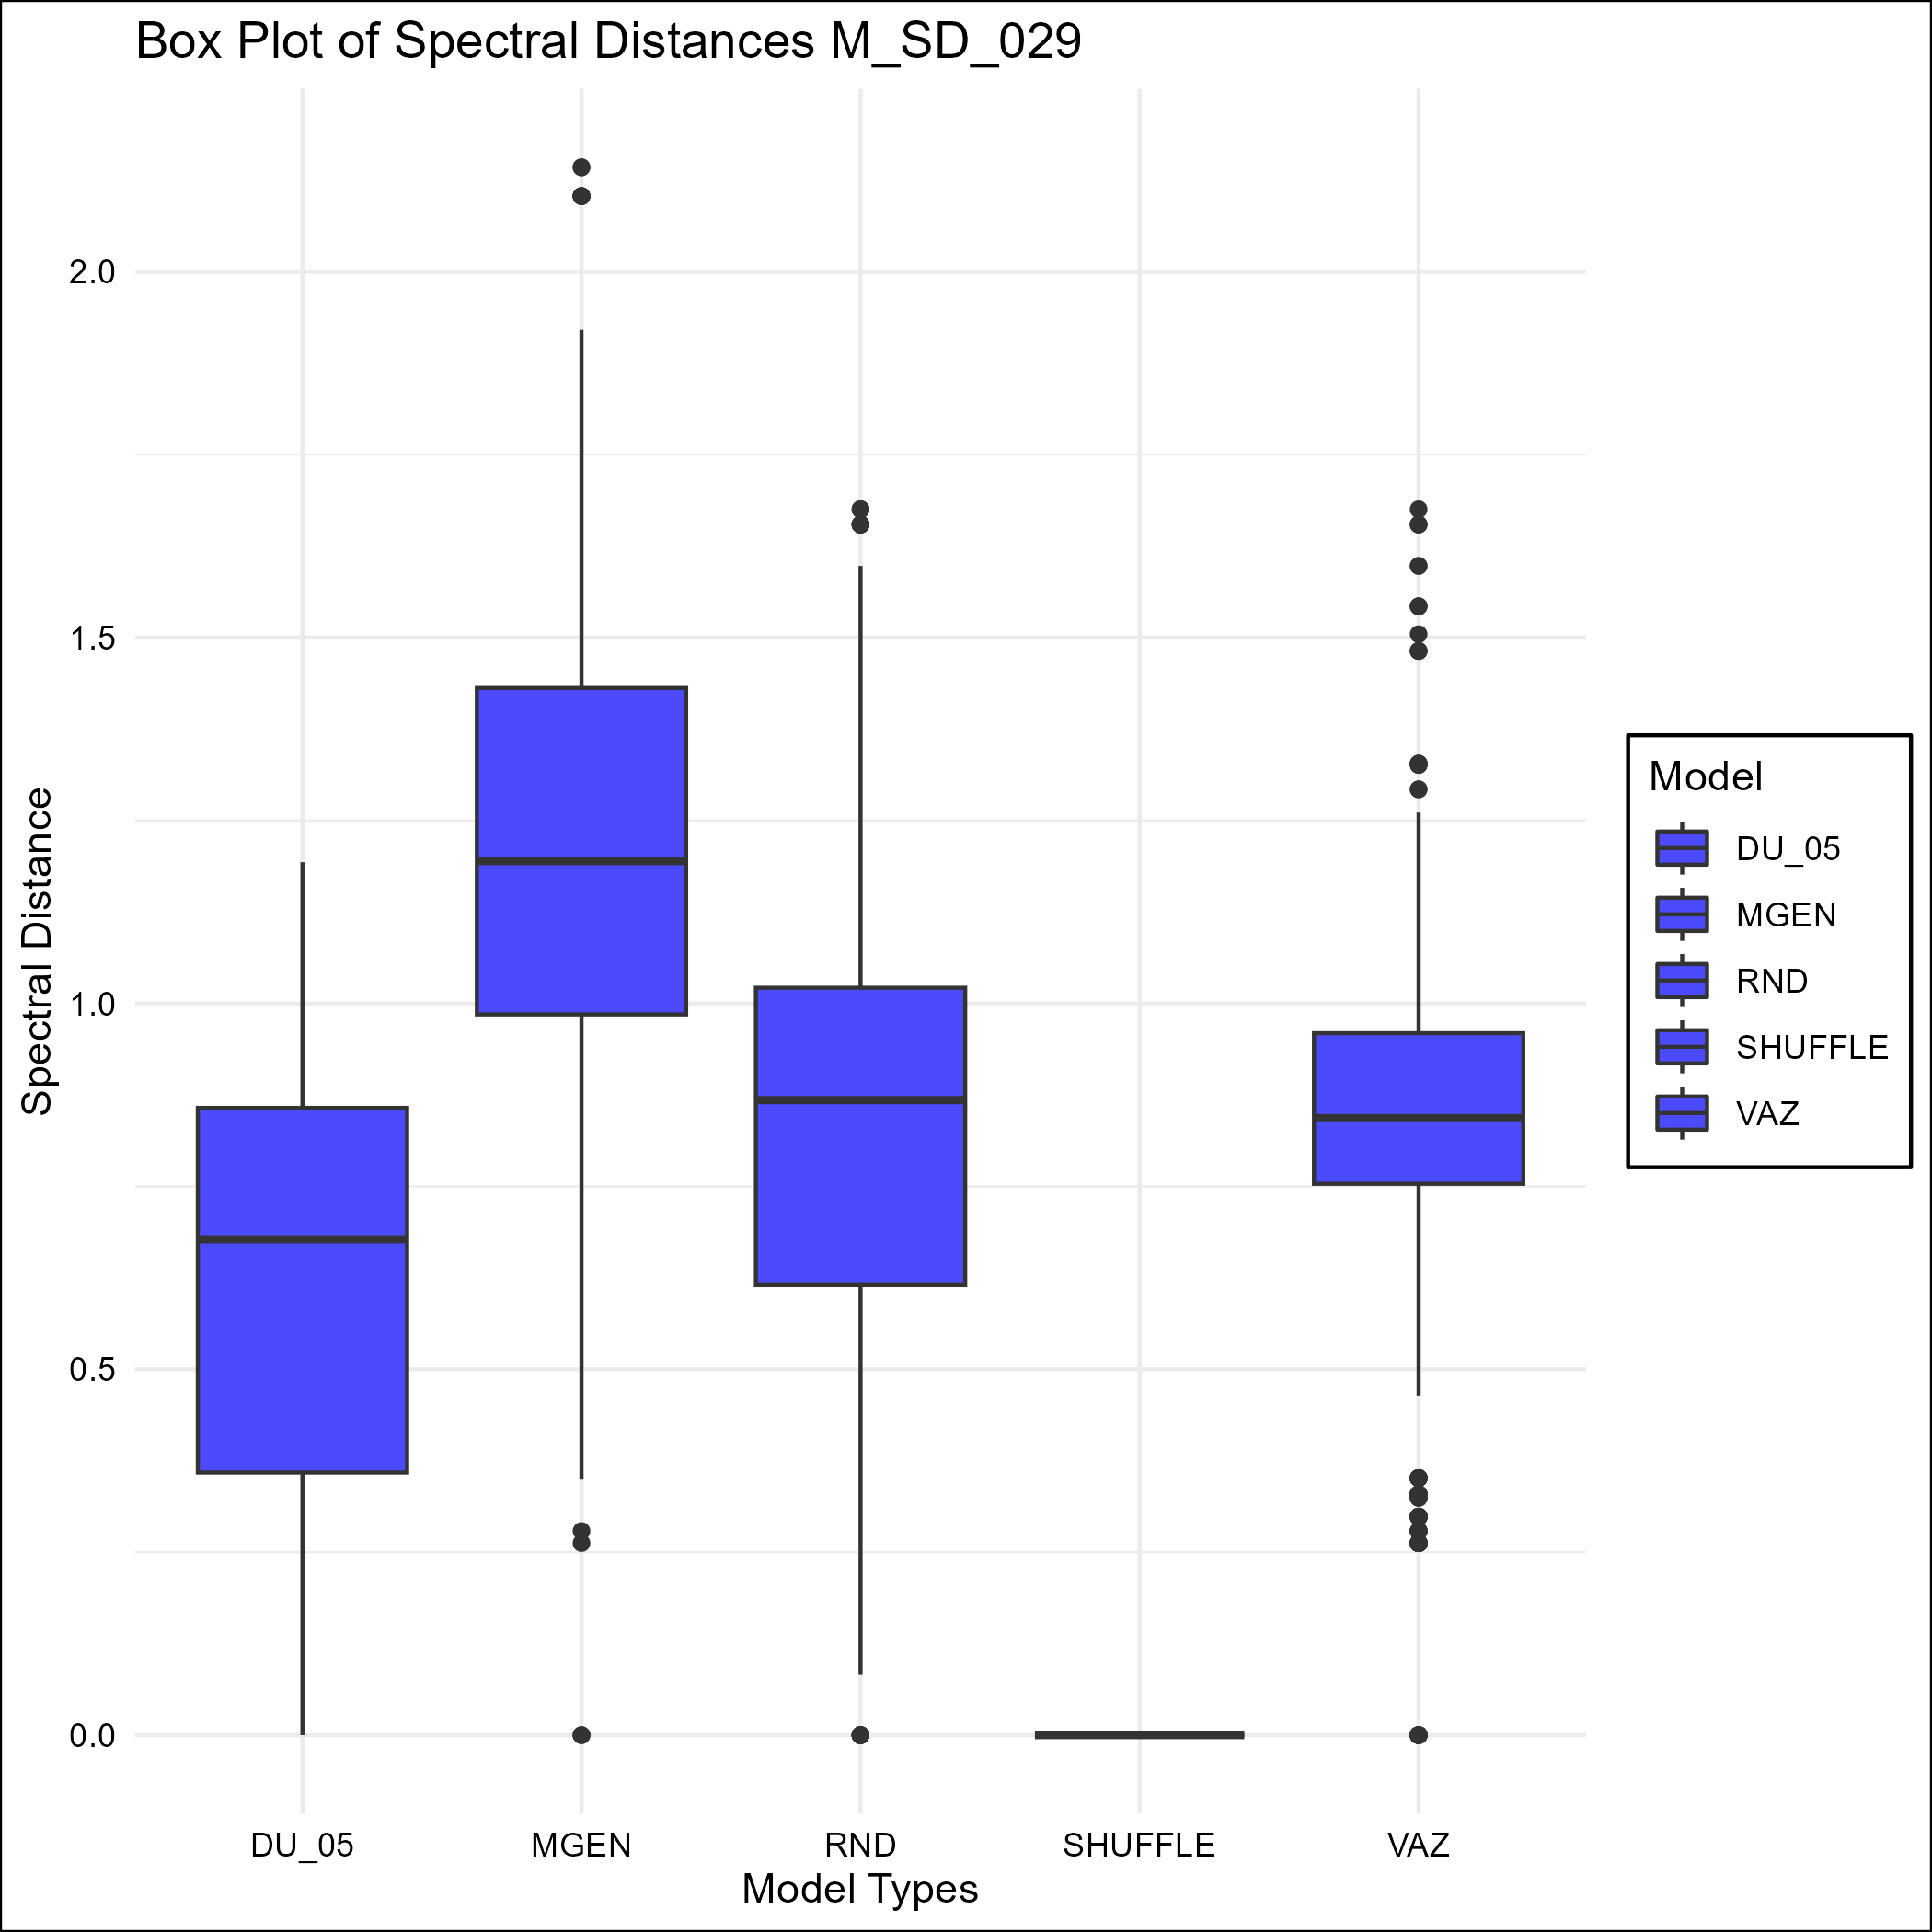 Box Plot of Spectral Distances M_SD_029
Spectral Distance
2.0
1.5
1.0
0.5
0.0
DU_05 MGEN RND SHUFFLE VAZ
Model Types
Model
DU_05
MGEN
RND
SHUFFLE
VAZ